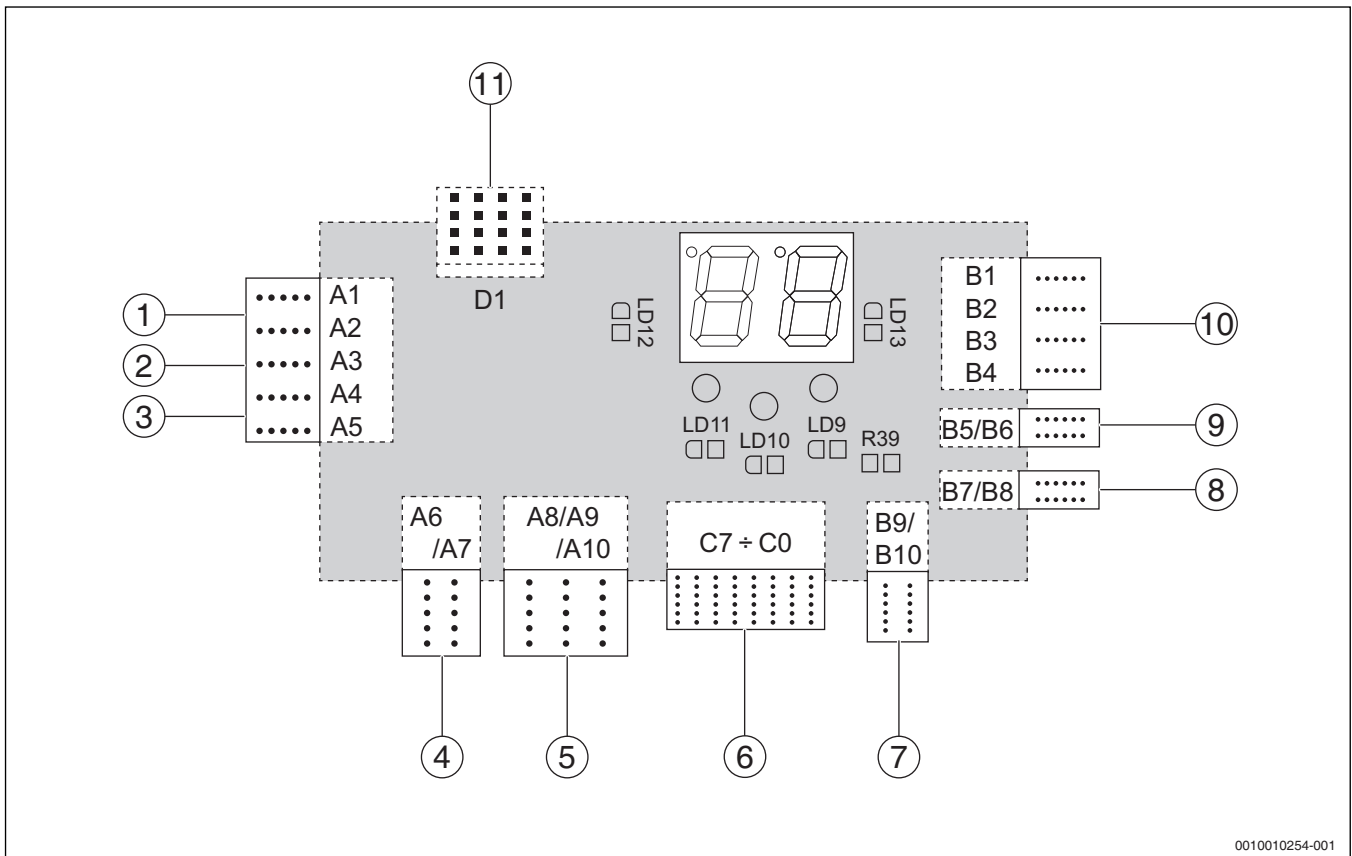 11
D1
LD12
LD13
A1
A2
A3
A4
A5
1
2
3
B1
B2
B3
B4
10
LD11
LD10
LD9
R39
B5/B6
9
B7/B8
8
A6
/A7
A8/A9
/A10
C7 ÷ C0
B9/
B10
4
5
6
7
0010010254-001